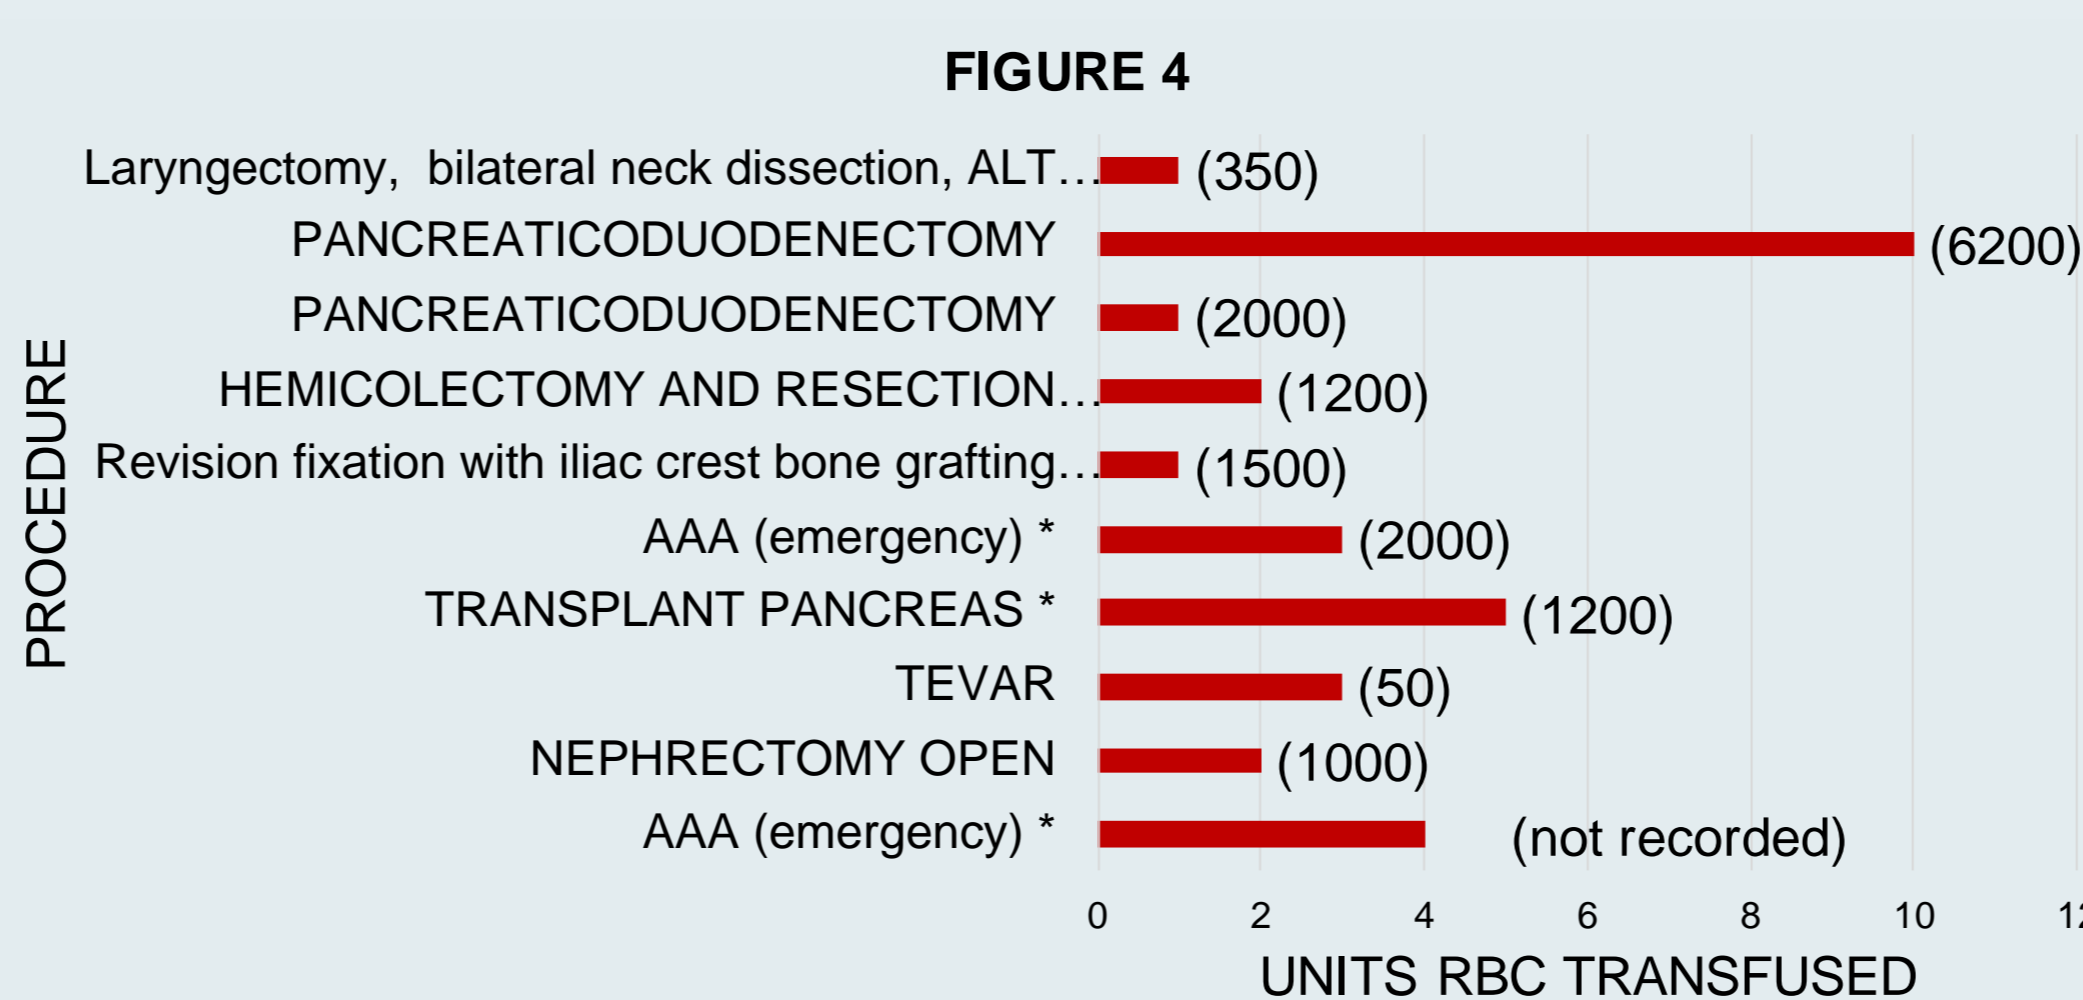 FIGURE 4
PROCEDURE
Laryngectomy,  bilateral neck dissection, ALT… (350)
PANCREATICODUODENECTOMY (6200)
PANCREATICODUODENECTOMY (2000)
HEMICOLECTOMY AND RESECTION… (1200)
Revision fixation with iliac crest bone grafting… (1500)
AAA (emergency) * (2000)
TRANSPLANT PANCREAS * (1200)
TEVAR (50)
NEPHRECTOMY OPEN (1000)
AAA (emergency) * (not recorded)
0 2 4 6 8 10 12
UNITS RBC TRANSFUSED